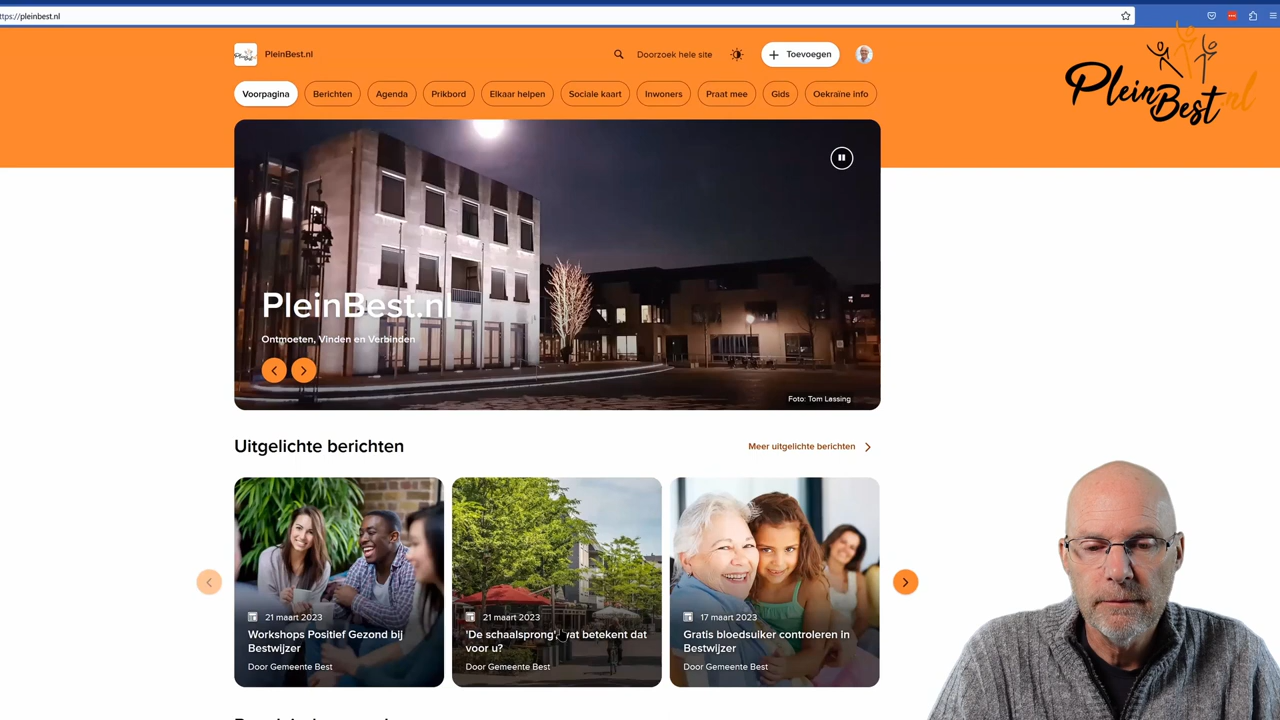 ttps://pleinbest.nl
PleinBest.nl
Doorzoek hele site
Toevoegen
PleinBest.nl
Voorpagina
Berichten
Agenda
Prikbord
Elkaar helpen
Sociale kaart
Inwoners
Praat mee
Gids
Oekraïne info
PleinBest.nl
Ontmoeten, Vinden en Verbinden
Foto: Tom Lassing
Uitgelichte berichten
Meer uitgelichte berichten
21 maart 2023
Workshops Positief Gezond bij
Bestwijzer
Door Gemeente Best
21 maart 2023
'De schaalsprong', wat betekent dat
voor u?
Door Gemeente Best
17 maart 2023
Gratis bloedsuiker controleren in
Bestwijzer
Door Gemeente Best